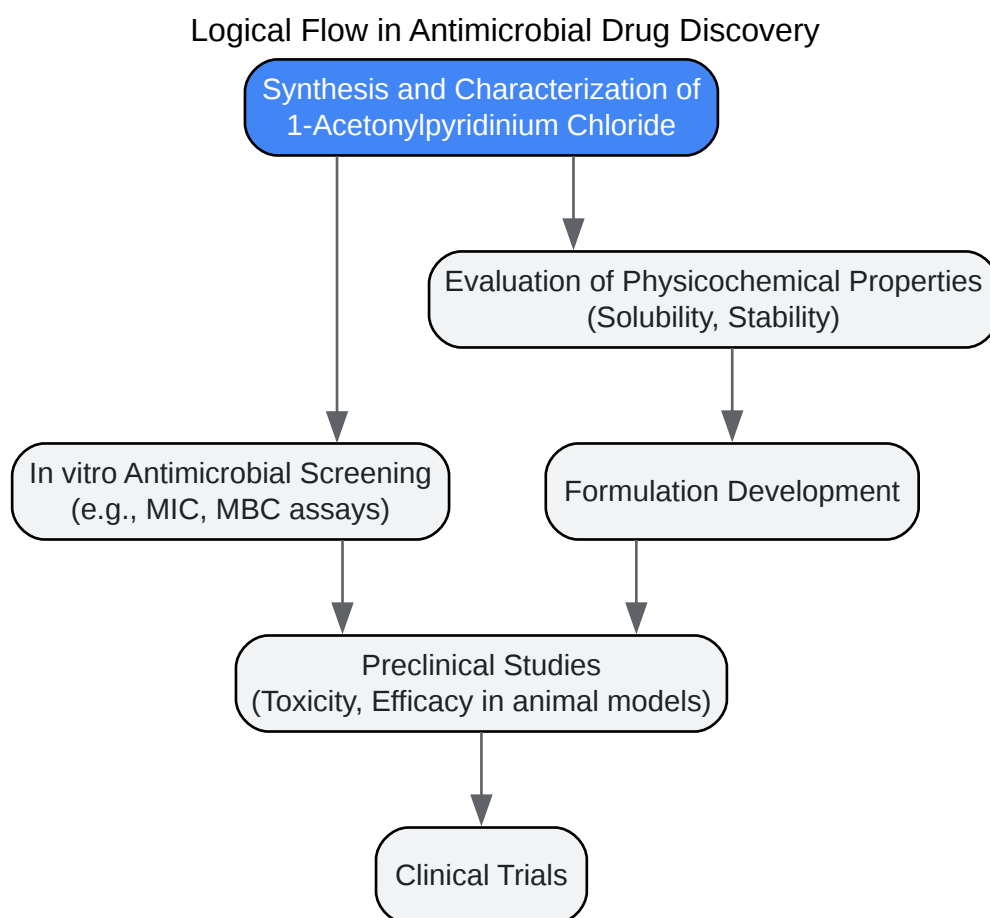 Logical Flow in Antimicrobial Drug Discovery
Synthesis and Characterization of
1-Acetonylpyridinium Chloride
Evaluation of Physicochemical Properties
(Solubility, Stability)
In vitro Antimicrobial Screening
(e.g., MIC, MBC assays)
Formulation Development
Preclinical Studies
(Toxicity, Efficacy in animal models)
Clinical Trials